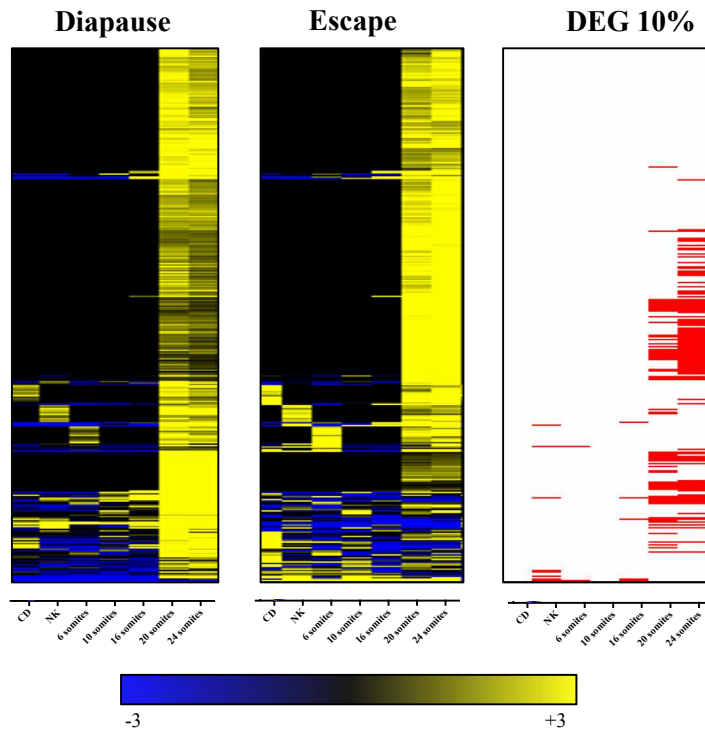 Diapause
Escape
DEG 10%
CD NK 6 somites 10 somites 16 somites 20 somites 24 somites
CD NK 6 somites 10 somites 16 somites 20 somites 24 somites
CD NK 6 somites 10 somites 16 somites 20 somites 24 somites
-3
+3